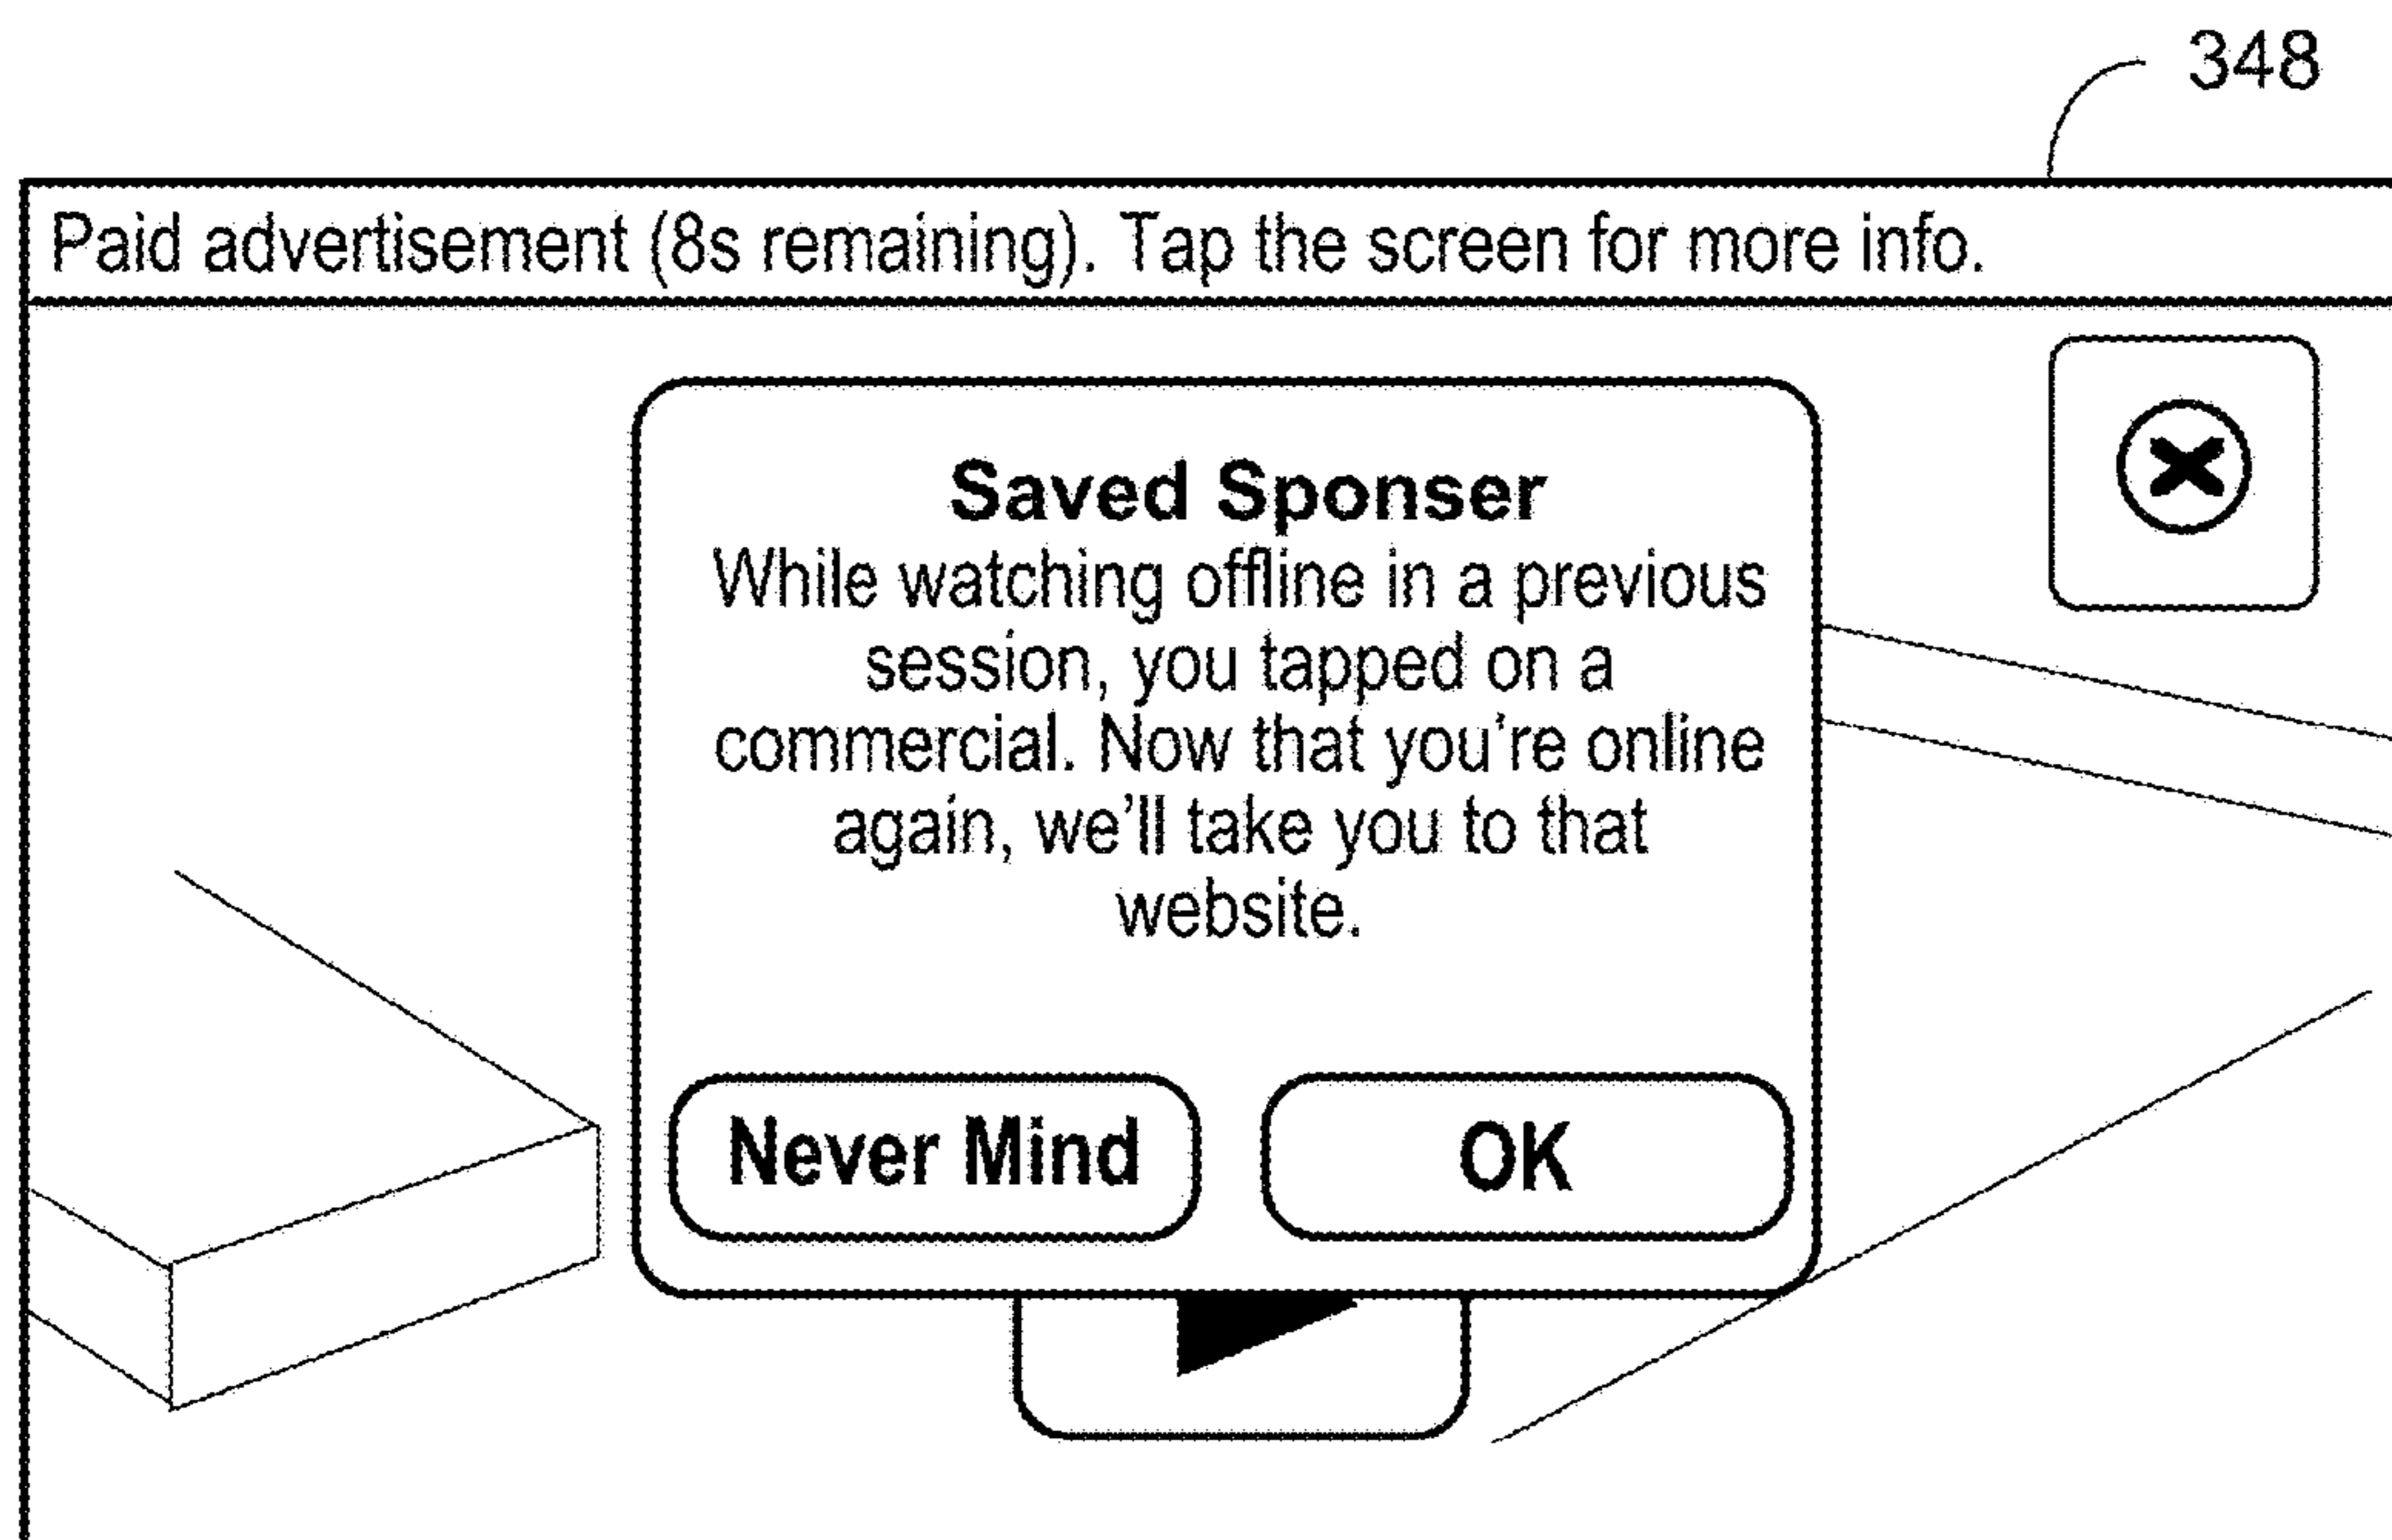 348
Paid advertisement (8s remaining). Tap the screen for more info.
Saved Sponser
While watching offline in a previous
session, you tapped on a
commercial. Now that you're online
again, we'll take you to that
website.
Never Mind
OK